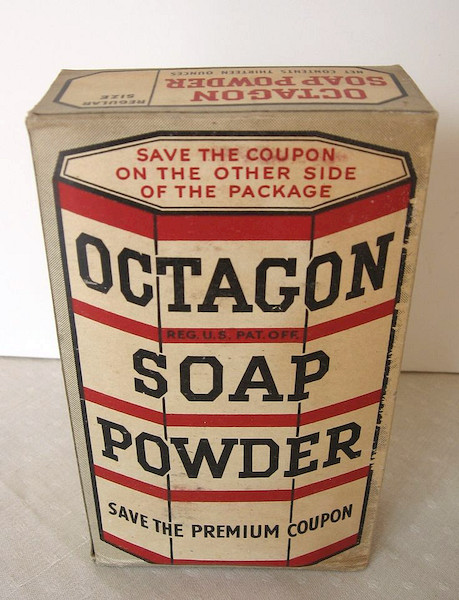 OCTAGON
SOAP POWDER
NET CONTENTS THIRTEEN OUNCES
REGULAR
SIZE
SAVE THE COUPON
ON THE OTHER SIDE
OF THE PACKAGE
OCTAGON
REG. U.S. PAT. OFF.
SOAP
POWDER
SAVE THE PREMIUM COUPON